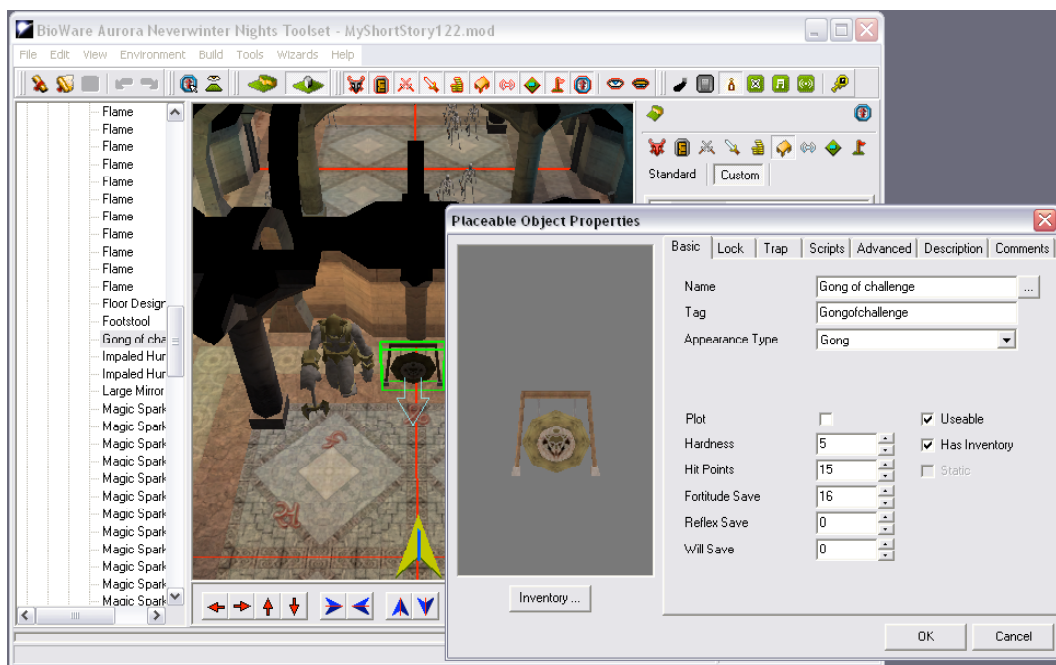 BioWare Aurora Neverwinter Nights Toolset - MyShortStory122.mod
File Edit View Environment Build Tools Wizards Help
Flame
Flame
Flame
Flame
Flame
Flame
Flame
Flame
Flame
Flame
Flame
Floor Design
Footstool
Gong of cha
Impaled Hur
Impaled Hur
Large Mirror
Magic Spark
Magic Spark
Magic Spark
Magic Spark
Magic Spark
Magic Spark
Magic Spark
Magic Spark
Magic Spark
Magic Spark
Magic Spark
Magic Spark
Standard Custom
Placeable Object Properties
Basic Lock Trap Scripts Advanced Description Comments
Name Gong of challenge ...
Tag Gongofchallenge
Appearance Type Gong
Plot Useable
Hardness 5 Has Inventory
Hit Points 15 Static
Fortitude Save 16
Reflex Save 0
Will Save 0
Inventory ...
OK Cancel